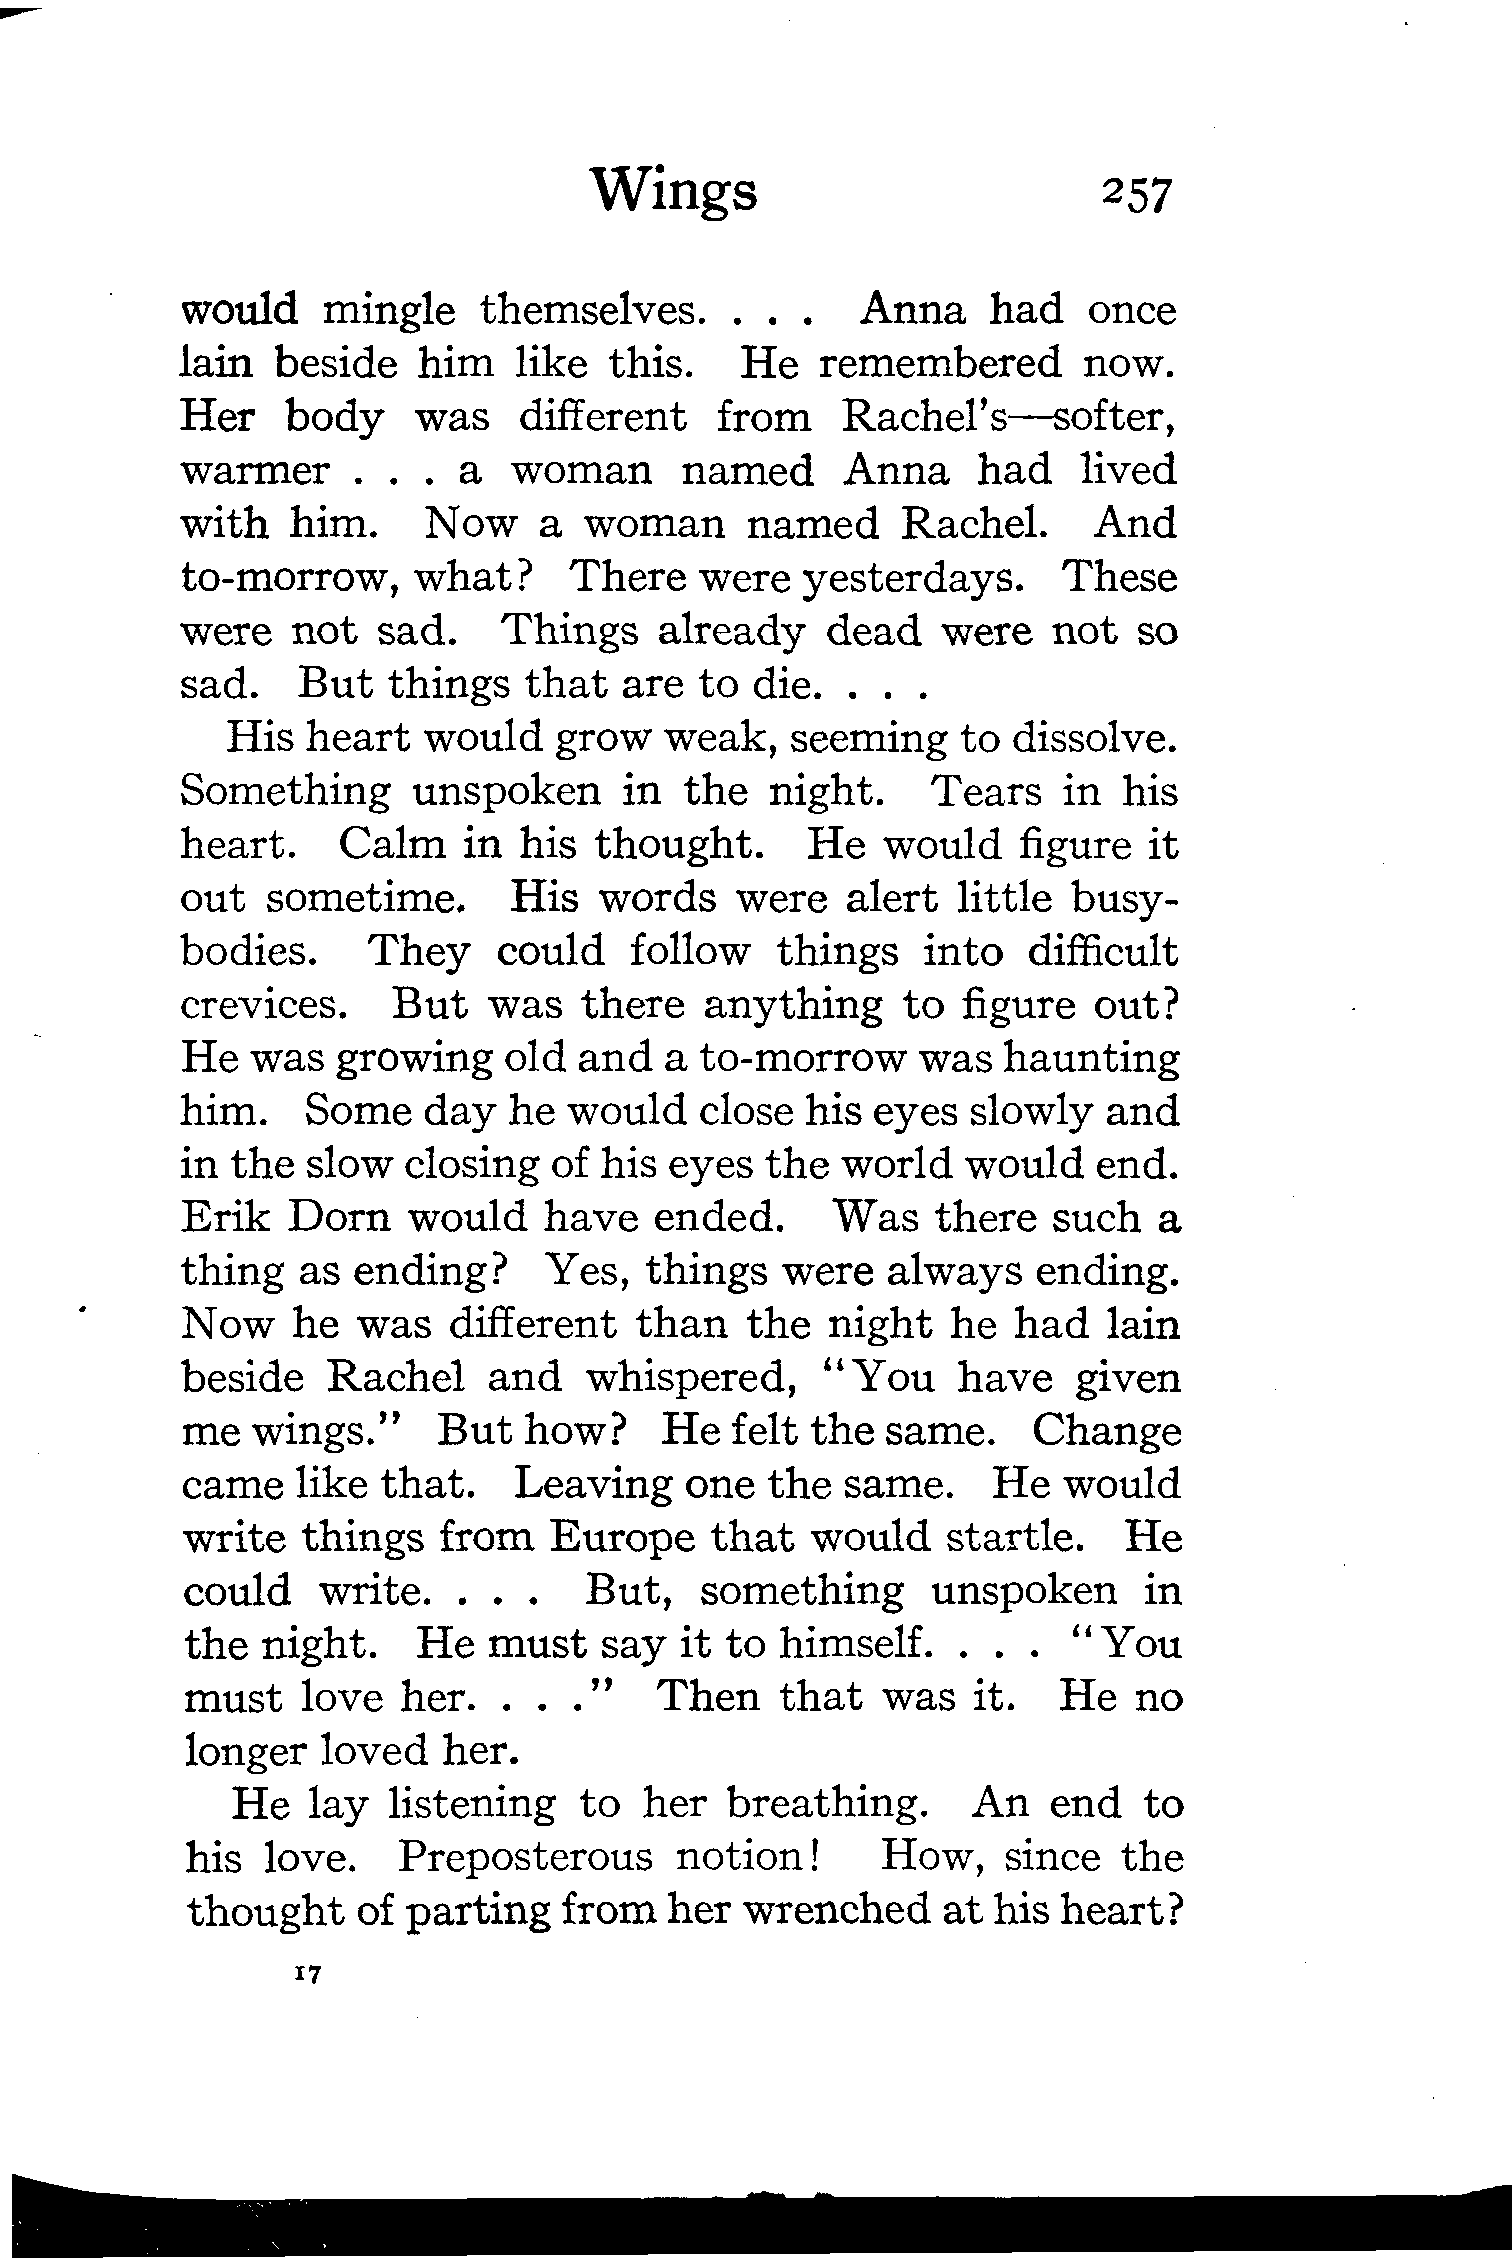 Wings 257
would mingle themselves. . . . Anna had once
lain beside him like this. He remembered now.
Her body was different from Rachel's—softer,
warmer . . . a woman named Anna had lived
with him. Now a woman named Rachel. And
to-morrow, what? There were yesterdays. These
were not sad. Things already dead were not so
sad. But things that are to die. . . .
His heart would grow weak, seeming to dissolve.
Something unspoken in the night. Tears in his
heart. Calm in his thought. He would figure it
out sometime. His words were alert little busy-
bodies. They could follow things into difficult
crevices. But was there anything to figure out?
He was growing old and a to-morrow was haunting
him. Some day he would close his eyes slowly and
in the slow closing of his eyes the world would end.
Erik Dorn would have ended. Was there such a
thing as ending? Yes, things were always ending.
Now he was different than the night he had lain
beside Rachel and whispered, "You have given
me wings." But how? He felt the same. Change
came like that. Leaving one the same. He would
write things from Europe that would startle. He
could write. . . . But, something unspoken in
the night. He must say it to himself. . . . "You
must love her. . . ." Then that was it. He no
longer loved her.
He lay listening to her breathing. An end to
his love. Preposterous notion! How, since the
thought of parting from her wrenched at his heart?
17